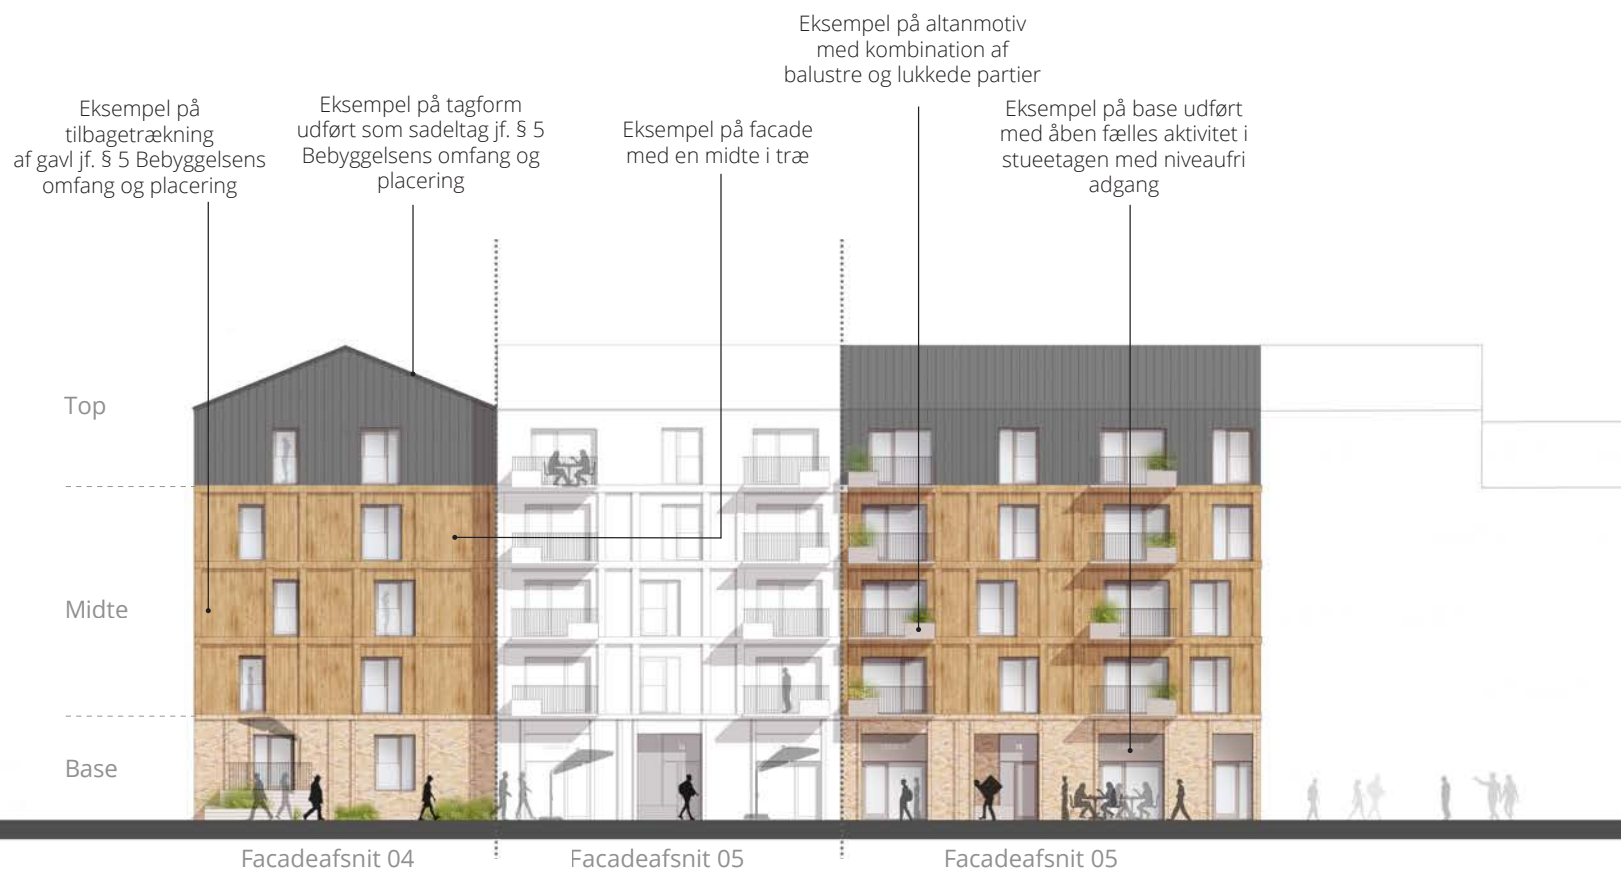 Eksempel på altanmotiv
med kombination af
balustre og lukkede partier
Eksempel på
tilbagetrækning
af gavl jf. § 5 Bebyggelsens
omfang og placering
Eksempel på tagform
udført som sadeltag jf. § 5
Bebyggelsens omfang og
placering
Eksempel på facade
med en midte i træ
Eksempel på base udført
med åben fælles aktivitet i
stueetagen med niveaufri
adgang
Top
Midte
Base
Facadeafsnit 04
Facadeafsnit 05
Facadeafsnit 05